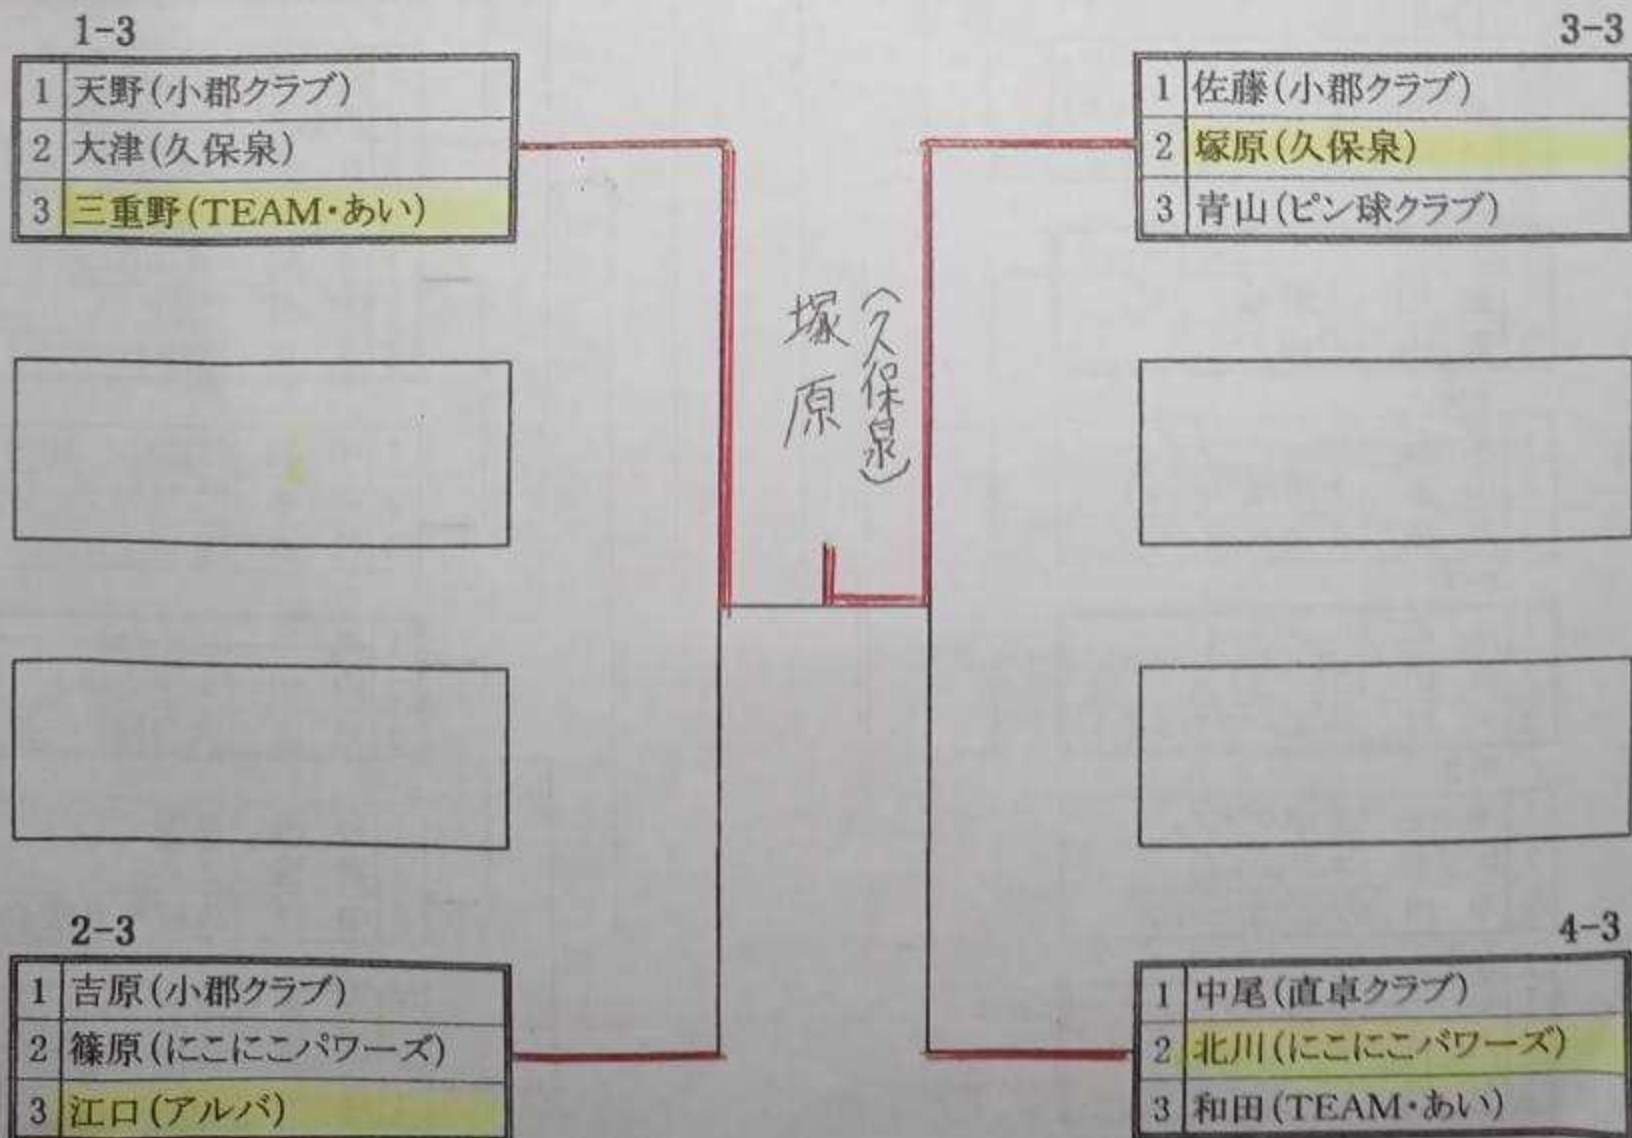 1-3
1 天野(小郡クラブ)
2 大津(久保泉)
3 三重野(TEAM・あい)
3-3
1 佐藤(小郡クラブ)
2 塚原(久保泉)
3 青山(ピン球クラブ)
(久保泉)
塚原
2-3
1 吉原(小郡クラブ)
2 篠原(にこにこパワーズ)
3 江口(アルバ)
4-3
1 中尾(直卓クラブ)
2 北川(にこにこパワーズ)
3 和田(TEAM・あい)